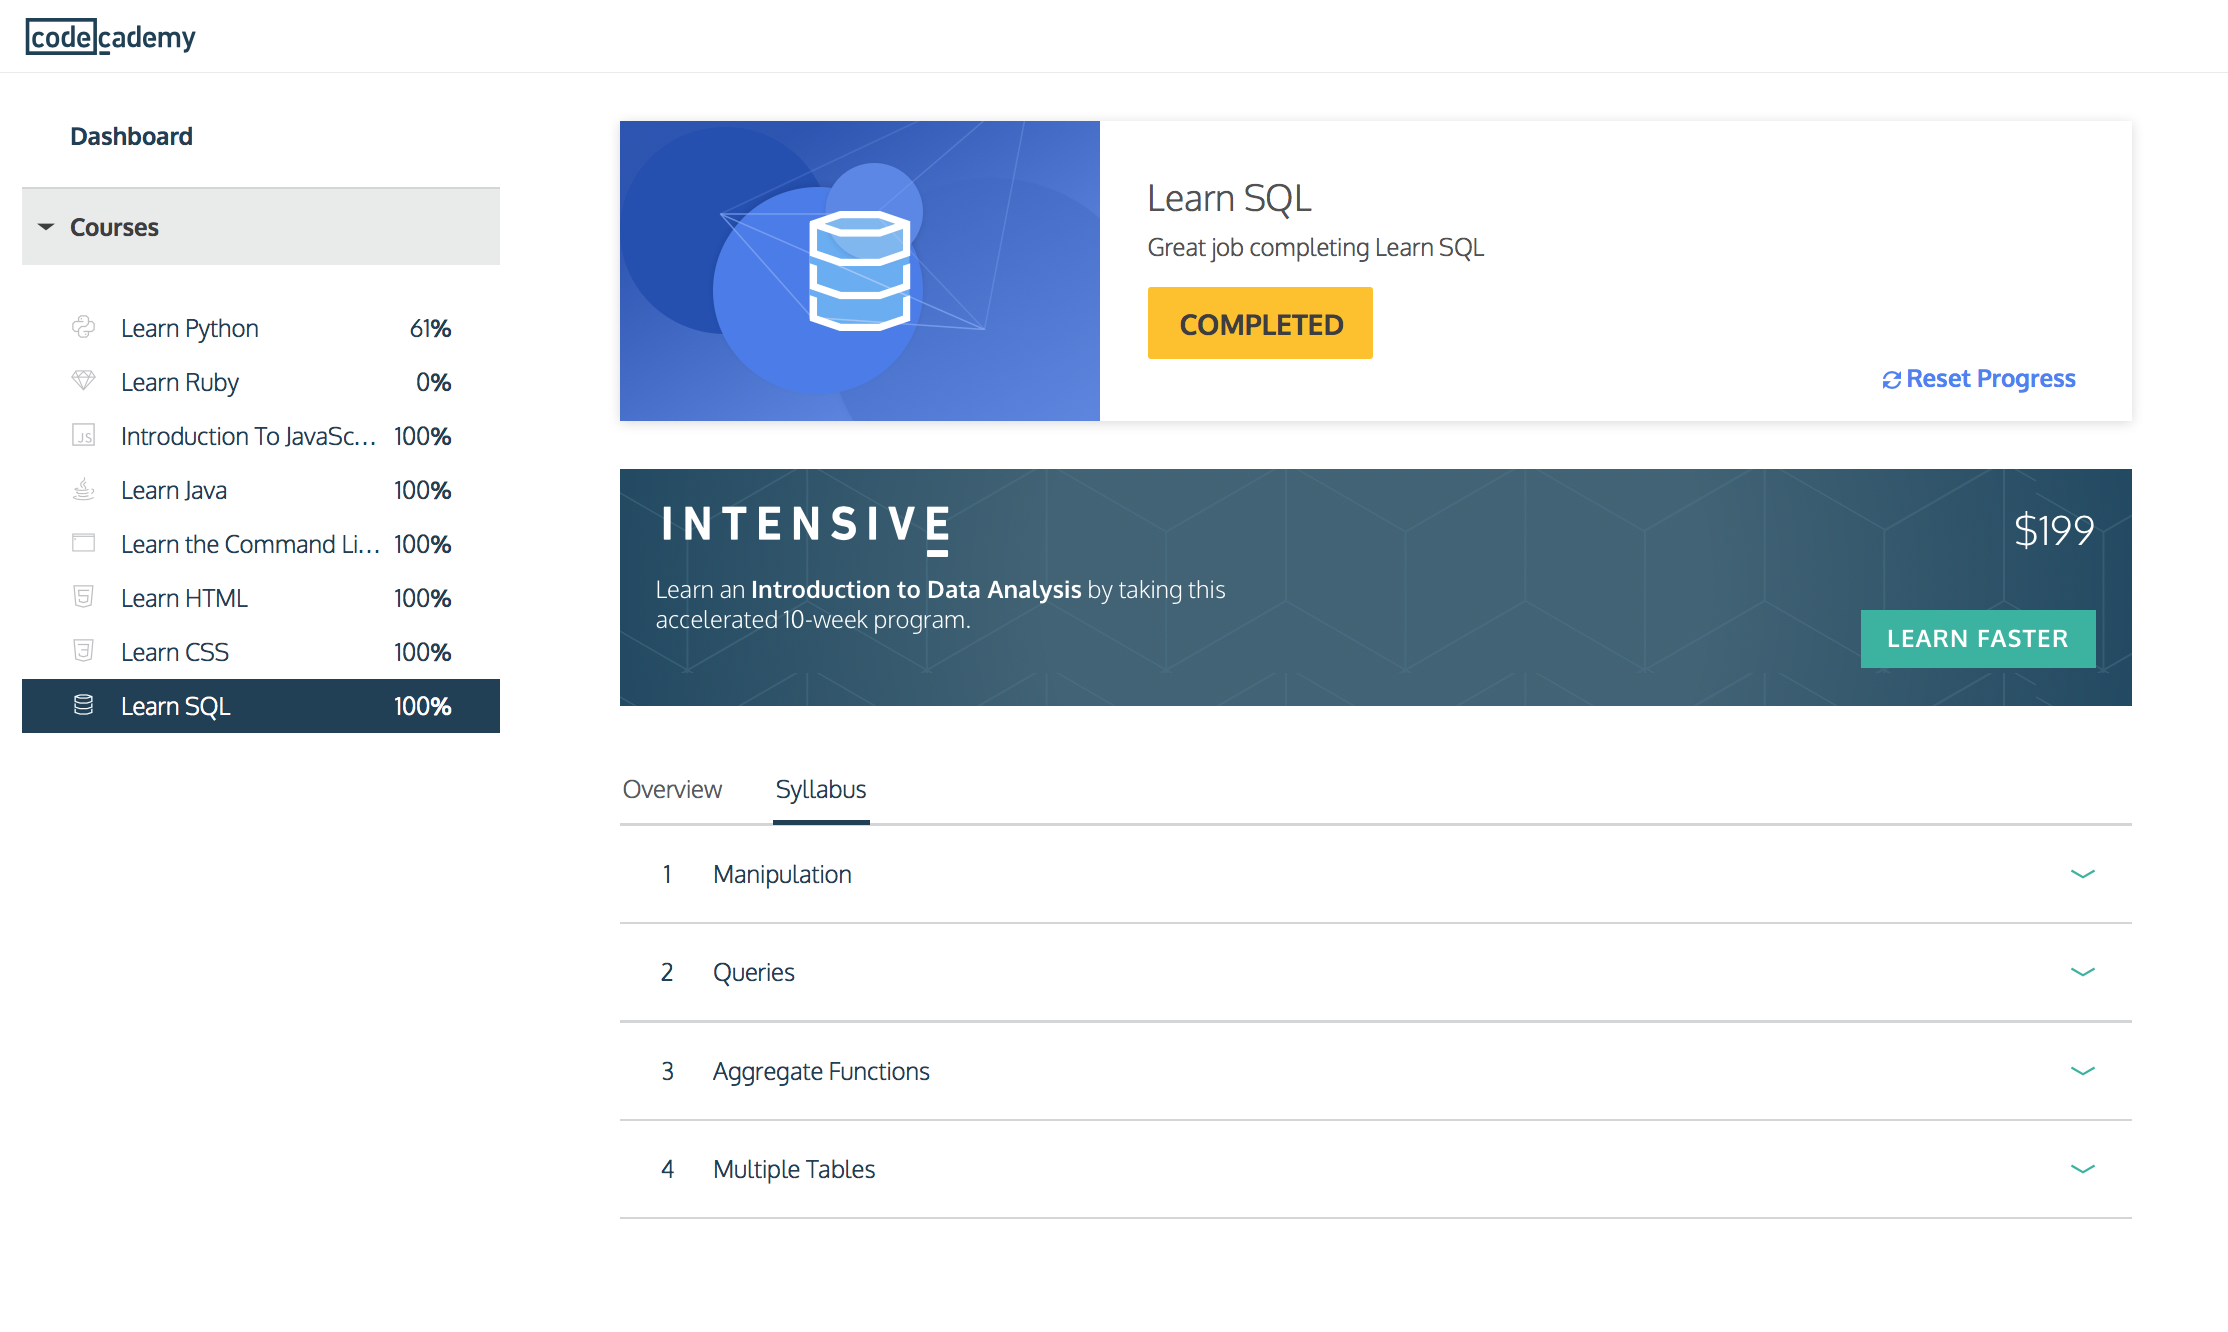 codecademy
Dashboard
Courses
Learn Python 61%
Learn Ruby 0%
JS Introduction To JavaSc... 100%
Learn Java 100%
Learn the Command Li... 100%
Learn HTML 100%
Learn CSS 100%
Learn SQL 100%
Learn SQL
Great job completing Learn SQL
COMPLETED
Reset Progress
INTENSIVE
$199
Learn an Introduction to Data Analysis by taking this
accelerated 10-week program.
LEARN FASTER
Overview Syllabus
1 Manipulation
2 Queries
3 Aggregate Functions
4 Multiple Tables